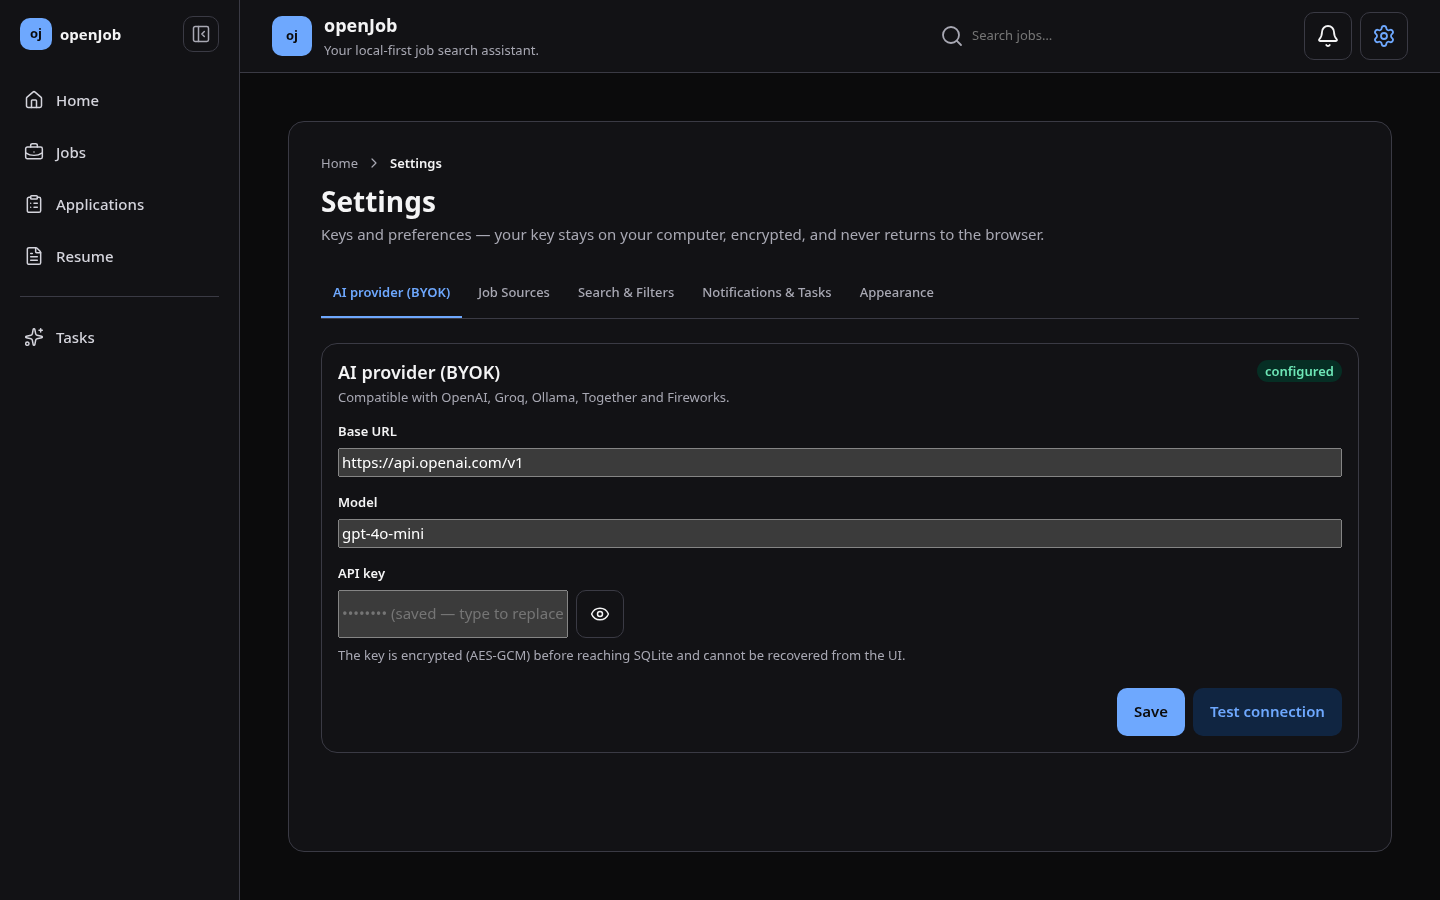 oj openJob
Home
Jobs
Applications
Resume
Tasks
oj openJob
Your local-first job search assistant.
Search jobs...
Home > Settings
Settings
Keys and preferences — your key stays on your computer, encrypted, and never returns to the browser.
AI provider (BYOK) Job Sources Search & Filters Notifications & Tasks Appearance
AI provider (BYOK)
configured
Compatible with OpenAI, Groq, Ollama, Together and Fireworks.
Base URL
https://api.openai.com/v1
Model
gpt-4o-mini
API key
•••••••• (saved — type to replace
The key is encrypted (AES-GCM) before reaching SQLite and cannot be recovered from the UI.
Save Test connection